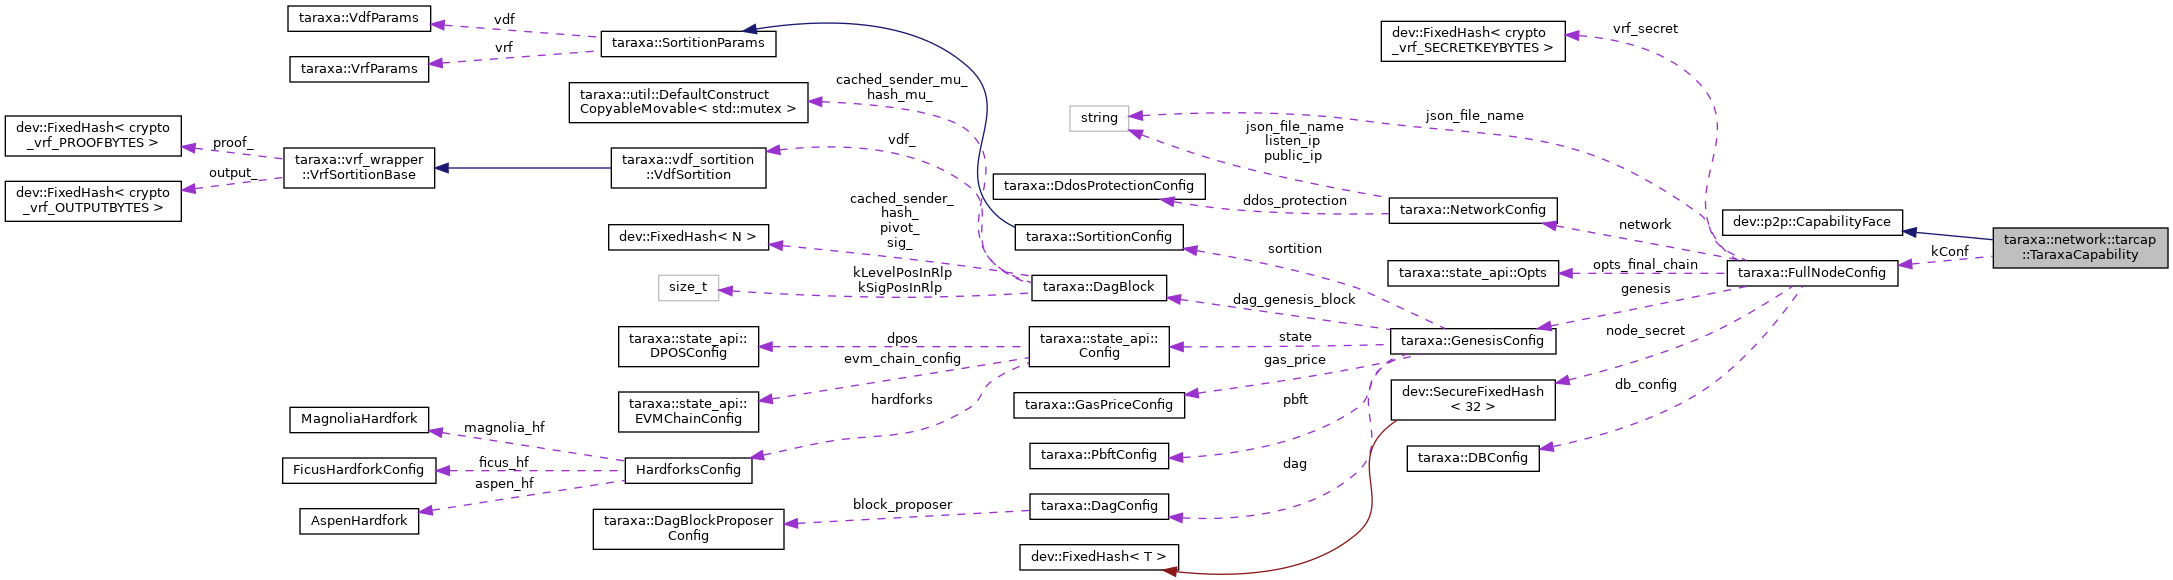 taraxa::VdfParams
vdf
taraxa::VrfParams
vrf
taraxa::SortitionParams
dev::FixedHash< crypto
_vrf_SECRETKEYBYTES >
vrf_secret
taraxa::util::DefaultConstruct
CopyableMovable< std::mutex >
cached_sender_mu_
hash_mu_
string
json_file_name
json_file_name
listen_ip
public_ip
dev::FixedHash< crypto
_vrf_PROOFBYTES >
proof_
taraxa::vrf_wrapper
::VrfSortitionBase
output_
dev::FixedHash< crypto
_vrf_OUTPUTBYTES >
taraxa::vdf_sortition
::VdfSortition
vdf_
taraxa::DdosProtectionConfig
ddos_protection
taraxa::NetworkConfig
network
dev::p2p::CapabilityFace
taraxa::network::tarcap
::TaraxaCapability
kConf
cached_sender_
hash_
pivot_
sig_
dev::FixedHash< N >
taraxa::SortitionConfig
sortition
size_t
kLevelPosInRlp
kSigPosInRlp
taraxa::DagBlock
dag_genesis_block
taraxa::state_api::Opts
opts_final_chain
taraxa::FullNodeConfig
genesis
taraxa::state_api::
DPOSConfig
dpos
taraxa::state_api::
Config
state
taraxa::GenesisConfig
node_secret
evm_chain_config
gas_price
taraxa::state_api::
EVMChainConfig
hardforks
taraxa::GasPriceConfig
pbft
dev::SecureFixedHash
< 32 >
db_config
MagnoliaHardfork
magnolia_hf
FicusHardforkConfig
ficus_hf
HardforksConfig
aspen_hf
AspenHardfork
taraxa::PbftConfig
dag
taraxa::DBConfig
taraxa::DagBlockProposer
Config
block_proposer
taraxa::DagConfig
dev::FixedHash< T >